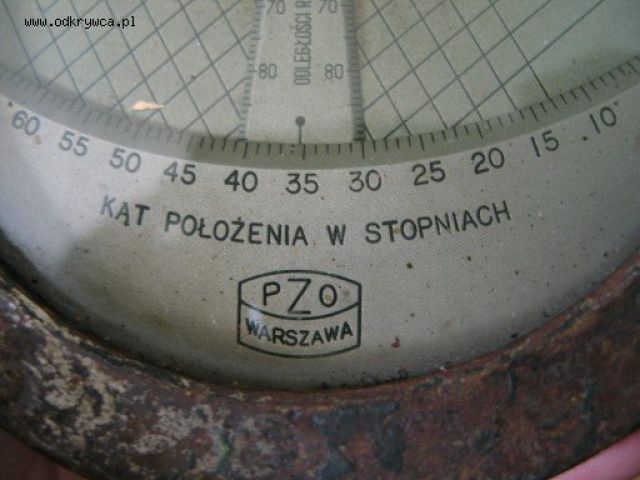 www.odkrywca.pl
70 70
80 ODLEGŁOŚCI 80
60 55 50 45 40 35 30 25 20 15 10
KĄT POŁOŻENIA W STOPNIACH
PZO
WARSZAWA